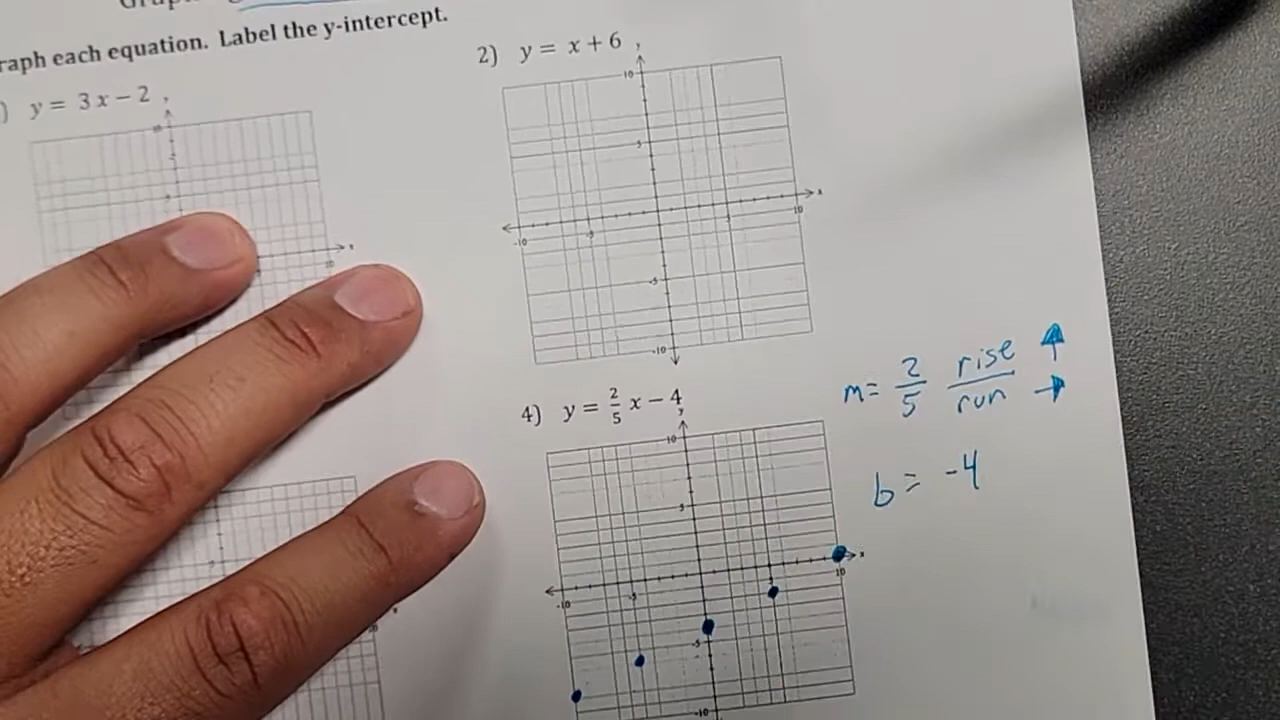 raph each equation. Label the y-intercept.
) y = 3x − 2
2) y = x + 6
y
10
5
x
-10
-5
5
10
-5
-10
4) y = 2/5 x − 4
y
10
5
x
-10
-5
10
-5
-10
m = 2/5 rise/run
b = -4